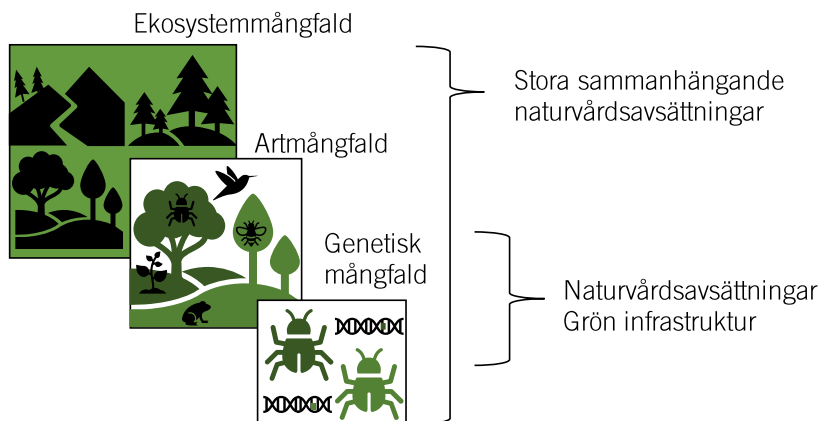 Ekosystemmångfald
Stora sammanhängande
naturvårdsavsättningar
Artmångfald
Genetisk
mångfald
Naturvårdsavsättningar
Grön infrastruktur